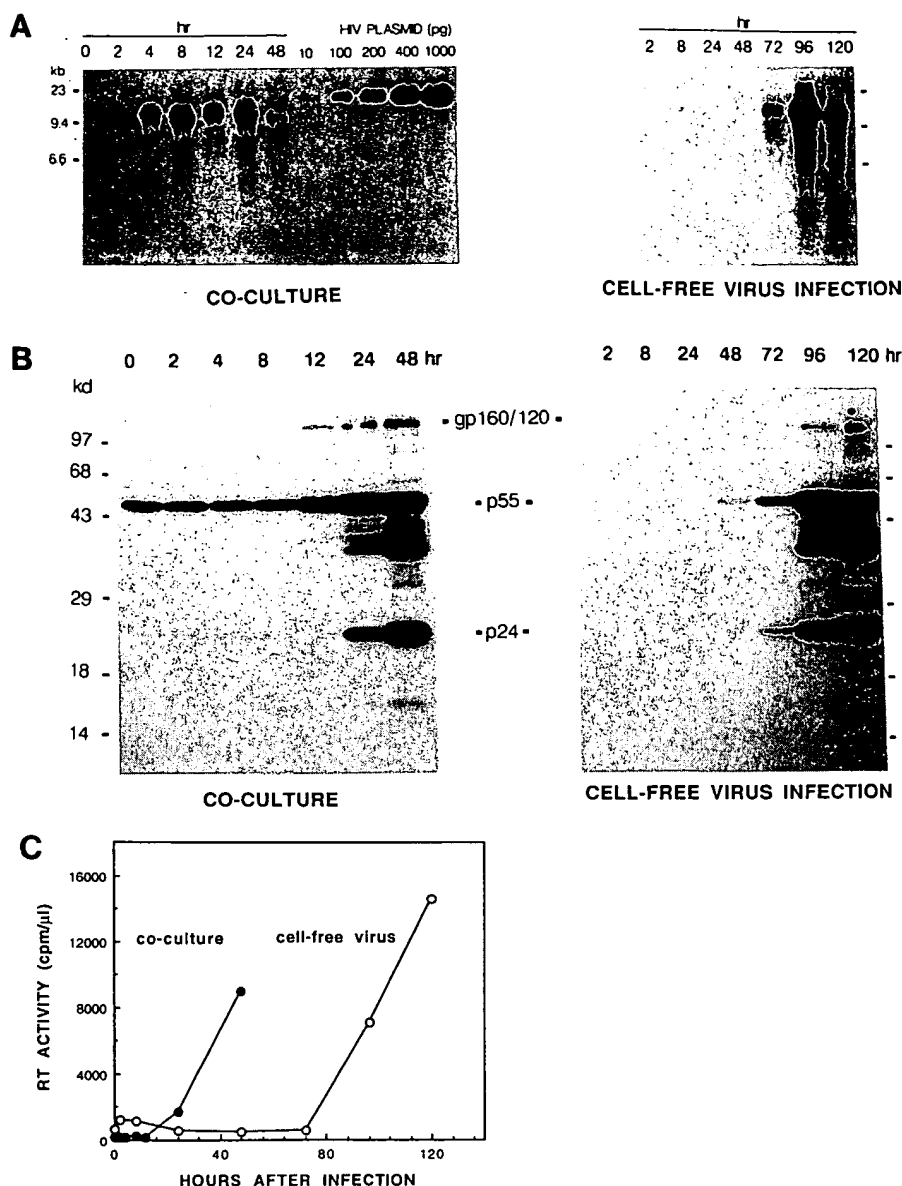 A
hr
0 2 4 8 12 24 48
HIV PLASMID (pg)
10 100 200 400 1000
kb
23 -
9.4 -
6.6 -
CO-CULTURE
hr
2 8 24 48 72 96 120
CELL-FREE VIRUS INFECTION
B
0 2 4 8 12 24 48 hr
kd
97 -
68 -
43 -
29 -
18 -
14 -
- gp160/120 -
- p55 -
- p24 -
CO-CULTURE
2 8 24 48 72 96 120 hr
CELL-FREE VIRUS INFECTION
C
RT ACTIVITY (cpm/µl)
16000
12000
8000
4000
0
co-culture
cell-free virus
0 40 80 120
HOURS AFTER INFECTION